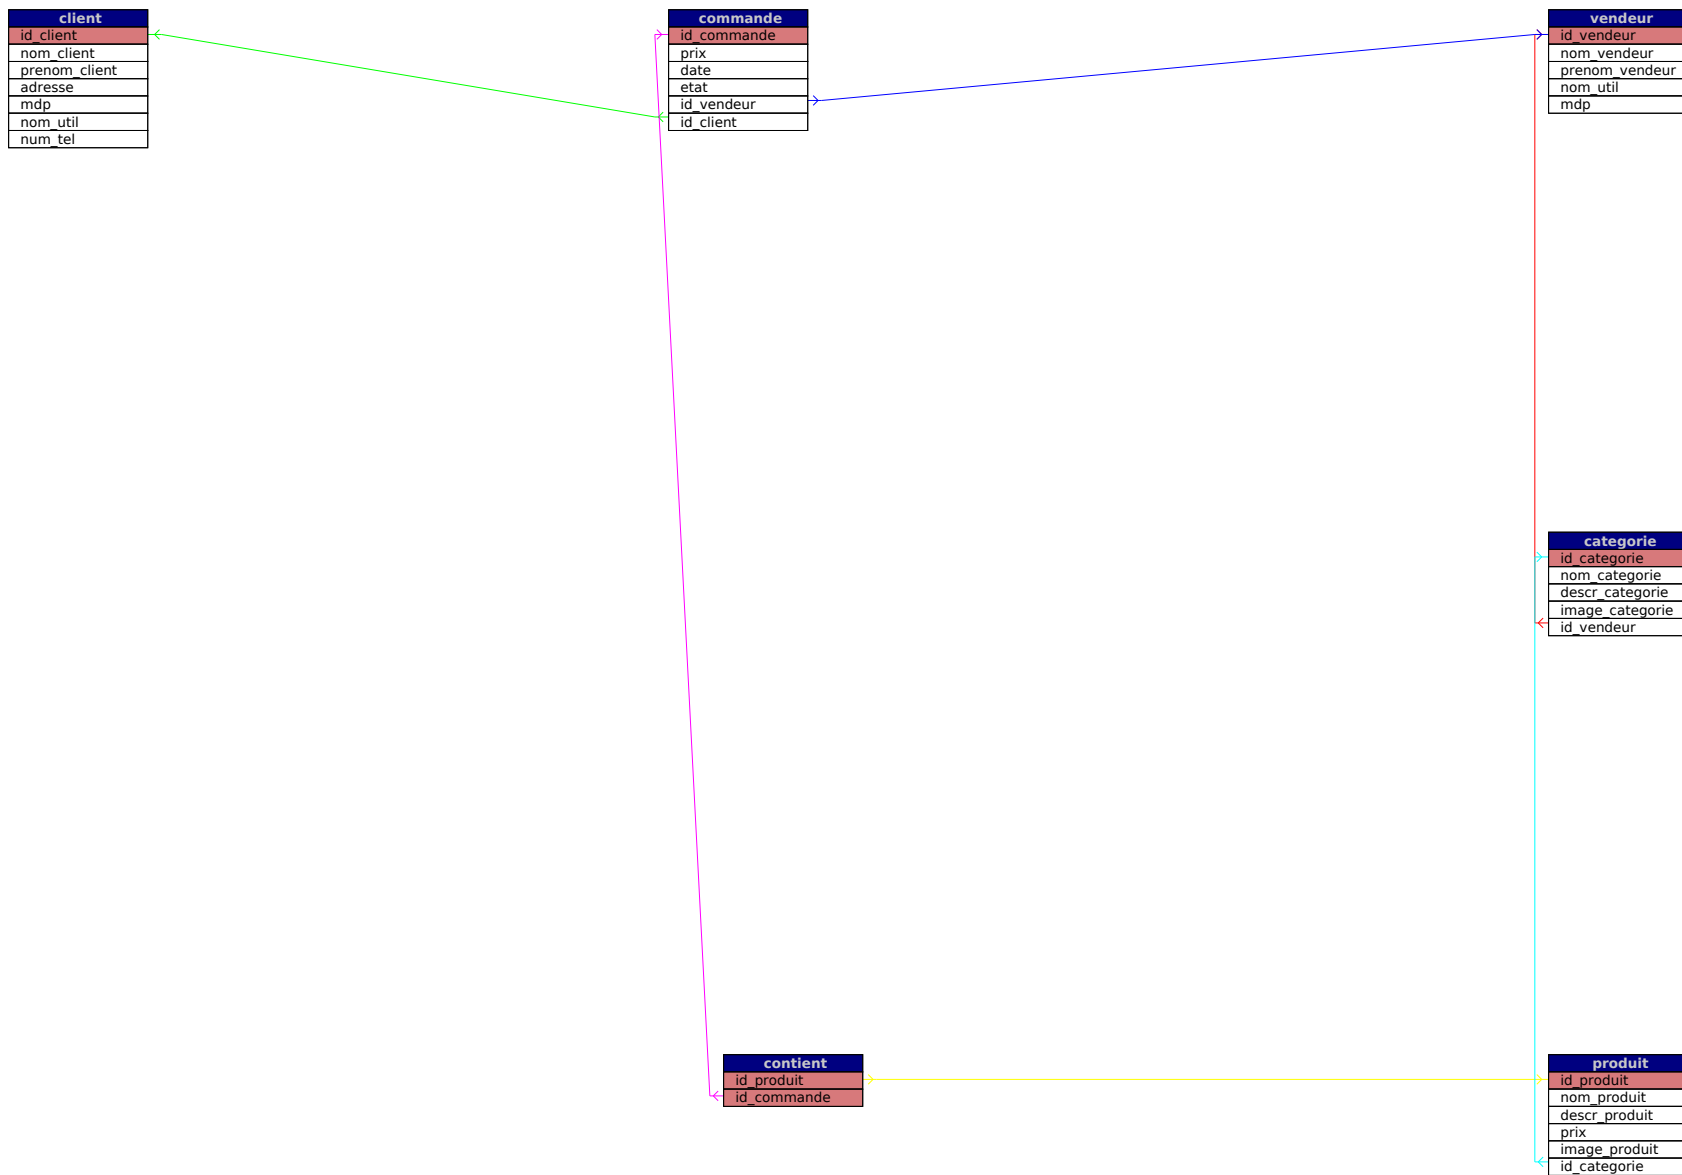 client
id_client
nom_client
prenom_client
adresse
mdp
nom_util
num_tel
commande
id_commande
prix
date
etat
id_vendeur
id_client
vendeur
id_vendeur
nom_vendeur
prenom_vendeur
nom_util
mdp
categorie
id_categorie
nom_categorie
descr_categorie
image_categorie
id_vendeur
contient
id_produit
id_commande
produit
id_produit
nom_produit
descr_produit
prix
image_produit
id_categorie